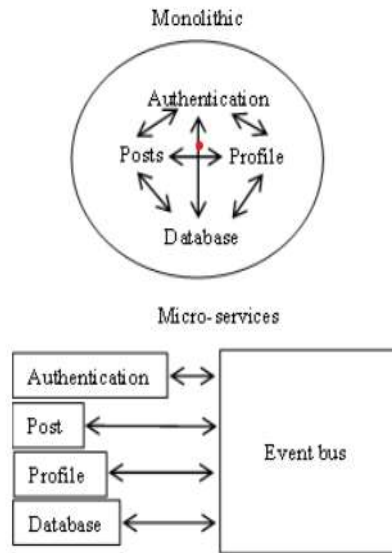 Monolithic
Authentication
Posts Profile
Database
Micro-services
Authentication
Post
Event bus
Profile
Database